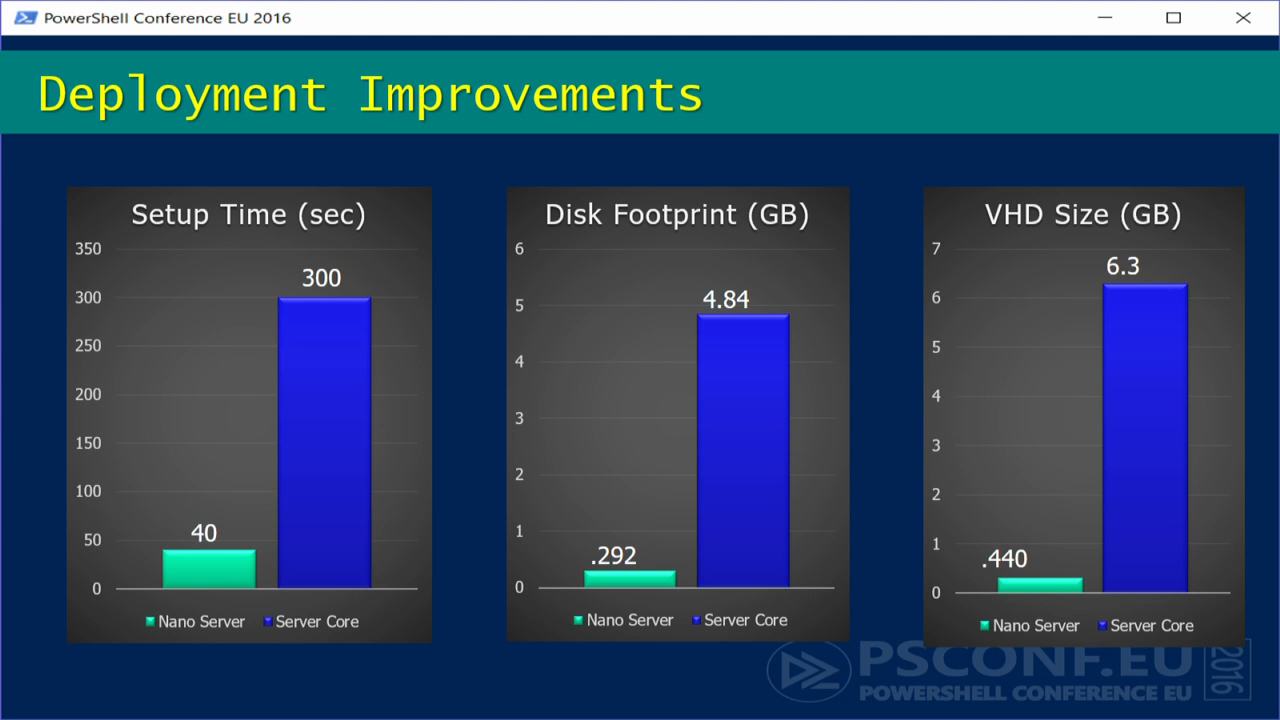 PowerShell Conference EU 2016
Deployment Improvements
Setup Time (sec)
350
300
250
200
150
100
50
0
40
300
Nano Server
Server Core
Disk Footprint (GB)
6
5
4
3
2
1
0
.292
4.84
Nano Server
Server Core
VHD Size (GB)
7
6
5
4
3
2
1
0
.440
6.3
Nano Server
Server Core
PSCONF.EU
POWERSHELL CONFERENCE EU
2016